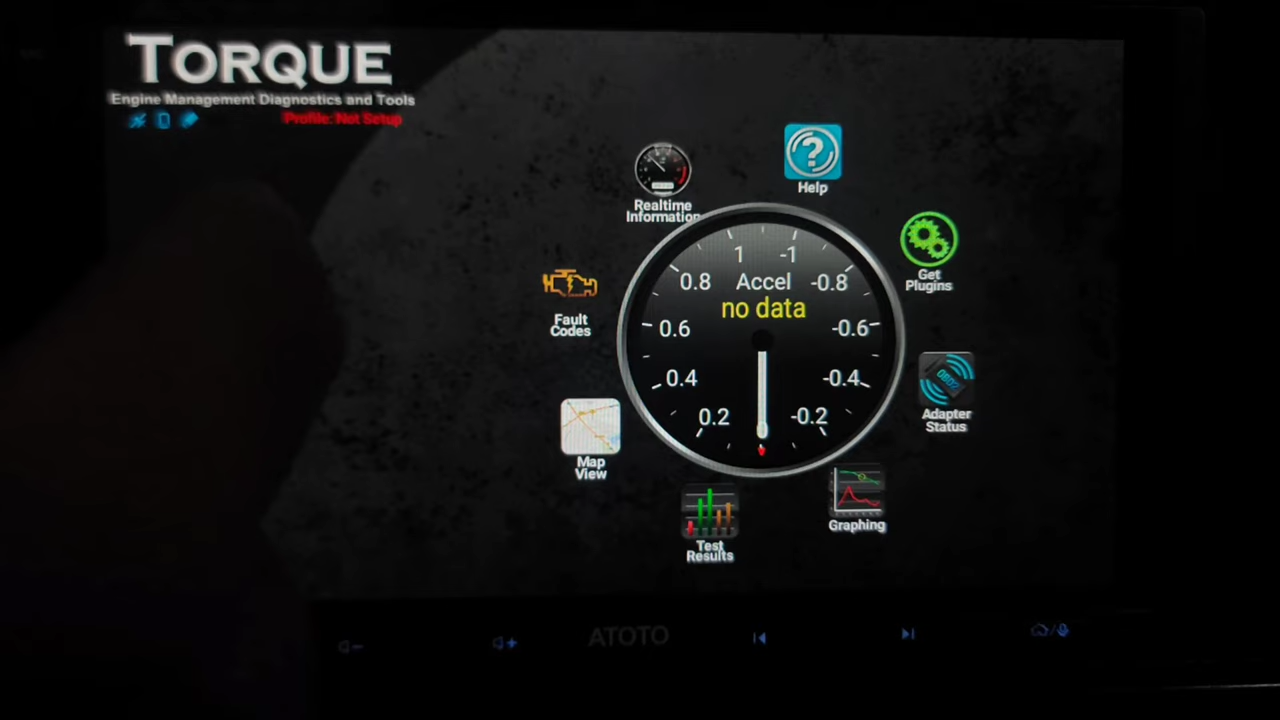 TORQUE
Engine Management Diagnostics and Tools
Profile: Not Setup
Help
Realtime
Information
Get
Plugins
1 -1
0.8 Accel -0.8
no data
0.6 -0.6
0.4 -0.4
0.2 -0.2
0
Fault
Codes
OBD2
Adapter
Status
Map
View
Graphing
Test
Results
ATOTO